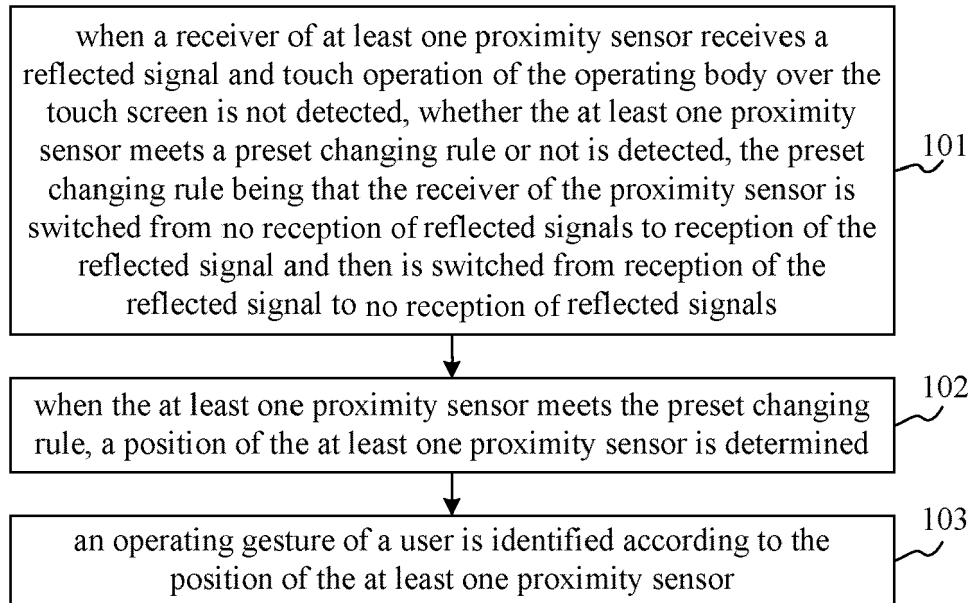 when a receiver of at least one proximity sensor receives a
reflected signal and touch operation of the operating body over the
touch screen is not detected, whether the at least one proximity
sensor meets a preset changing rule or not is detected, the preset
changing rule being that the receiver of the proximity sensor is
switched from no reception of reflected signals to reception of the
reflected signal and then is switched from reception of the
reflected signal to no reception of reflected signals
101
when the at least one proximity sensor meets the preset changing
rule, a position of the at least one proximity sensor is determined
102
an operating gesture of a user is identified according to the
position of the at least one proximity sensor
103